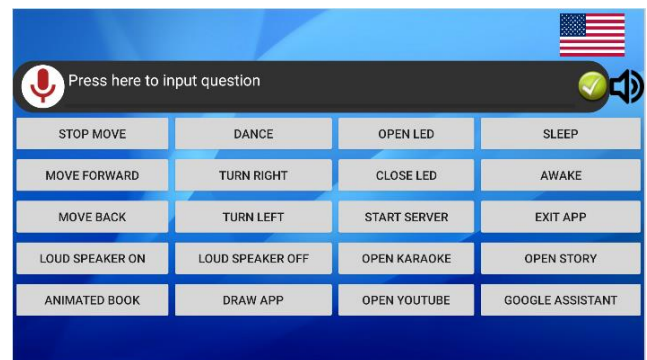 Press here to input question
STOP MOVE DANCE OPEN LED SLEEP
MOVE FORWARD TURN RIGHT CLOSE LED AWAKE
MOVE BACK TURN LEFT START SERVER EXIT APP
LOUD SPEAKER ON LOUD SPEAKER OFF OPEN KARAOKE OPEN STORY
ANIMATED BOOK DRAW APP OPEN YOUTUBE GOOGLE ASSISTANT